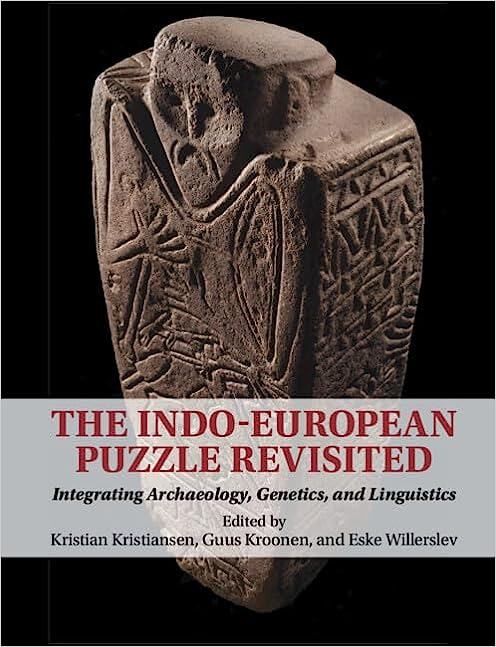 THE INDO-EUROPEAN
PUZZLE REVISITED
Integrating Archaeology, Genetics, and Linguistics
Edited by
Kristian Kristiansen, Guus Kroonen, and Eske Willerslev